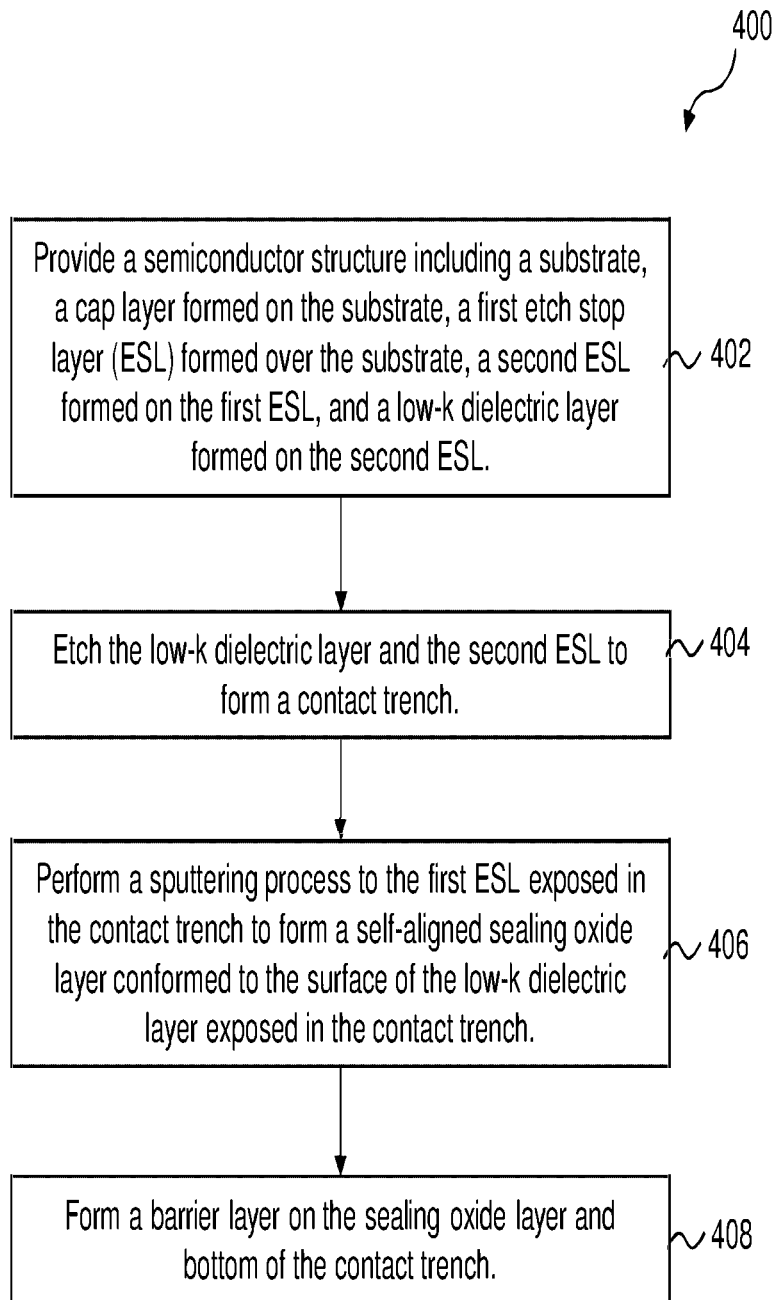 400
Provide a semiconductor structure including a substrate,
a cap layer formed on the substrate, a first etch stop
layer (ESL) formed over the substrate, a second ESL
formed on the first ESL, and a low-k dielectric layer
formed on the second ESL.
402
Etch the low-k dielectric layer and the second ESL to
form a contact trench.
404
Perform a sputtering process to the first ESL exposed in
the contact trench to form a self-aligned sealing oxide
layer conformed to the surface of the low-k dielectric
layer exposed in the contact trench.
406
Form a barrier layer on the sealing oxide layer and
bottom of the contact trench.
408